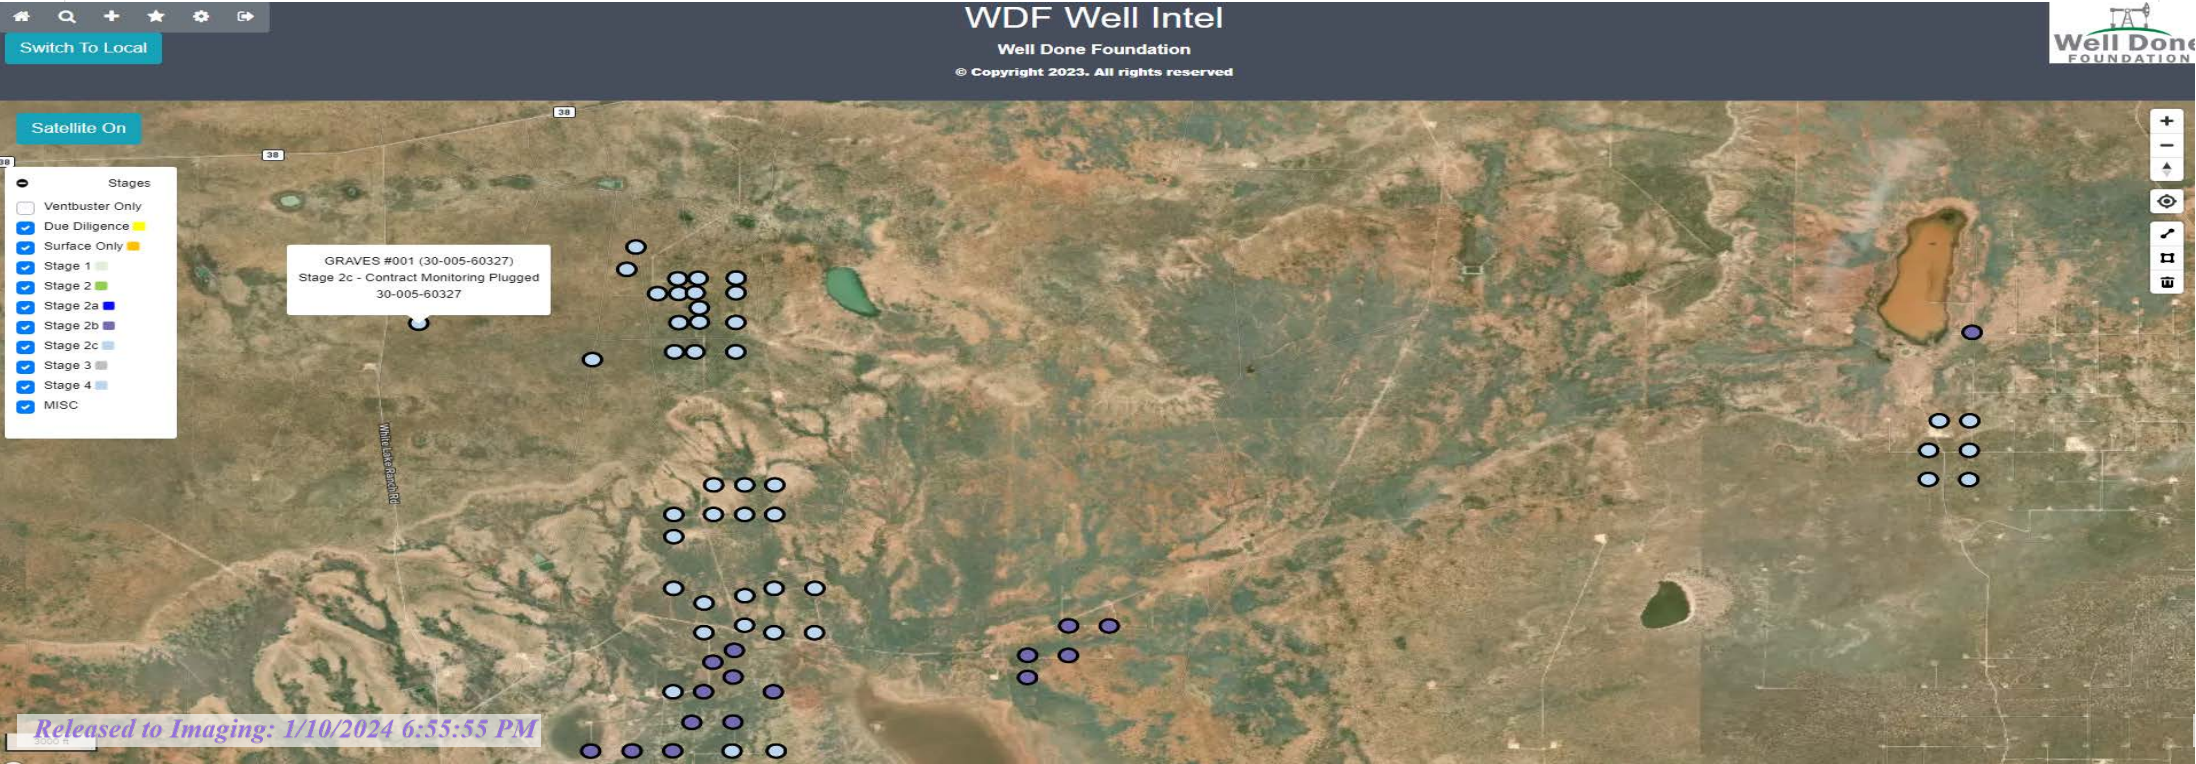 WDF Well Intel
Switch To Local
Well Done Foundation
© Copyright 2023. All rights reserved
Well Done
FOUNDATION
38
Satellite On
38
38
Stages
Ventbuster Only
Due Diligence
Surface Only
Stage 1
Stage 2
Stage 2a
Stage 2b
Stage 2c
Stage 3
Stage 4
MISC
GRAVES #001 (30-005-60327)
Stage 2c - Contract Monitoring Plugged
30-005-60327
White Lake Ranch Rd
Released to Imaging: 1/10/2024 6:55:55 PM
3000 ft